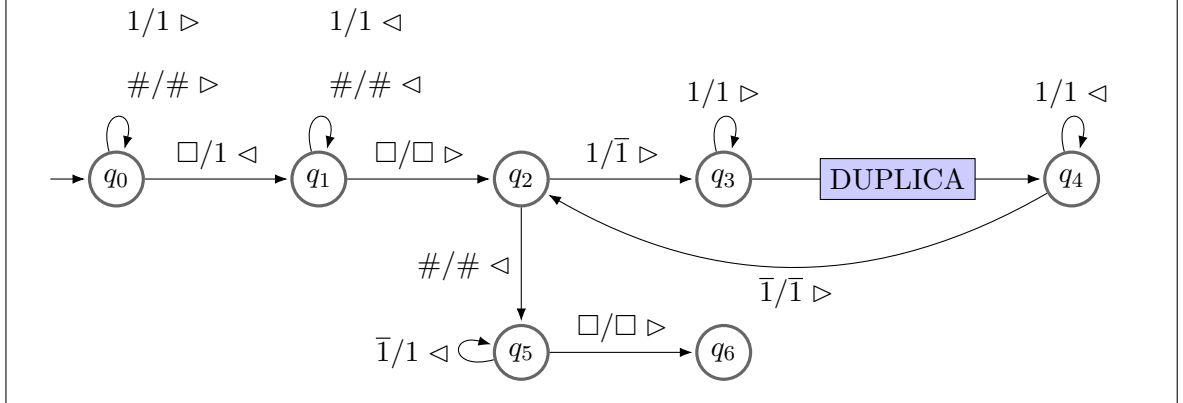 1/1 ▷
1/1 ◁
#/# ▷
#/# ◁
1/1 ▷
1/1 ◁
□/1 ◁
□/□ ▷
1/1̅ ▷
q₀
q₁
q₂
q₃
DUPLICA
q₄
#/# ◁
1̅/1̅ ▷
□/□ ▷
1̅/1 ◁
q₅
q₆